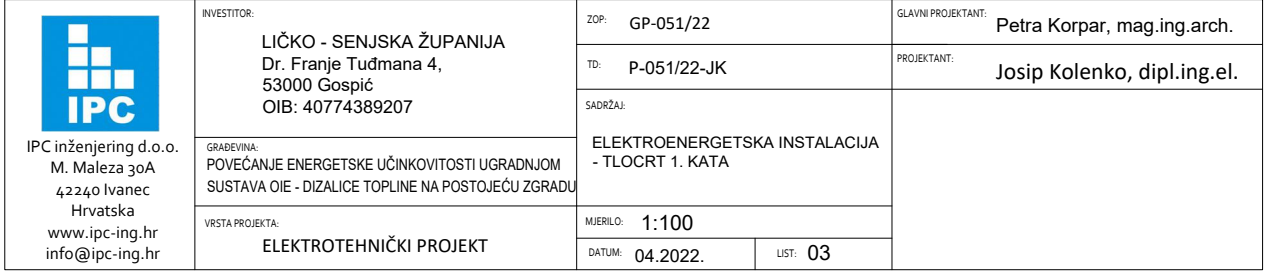 IPC
IPC inženjering d.o.o.
M. Maleza 30A
42240 Ivanec
Hrvatska
www.ipc-ing.hr
info@ipc-ing.hr
INVESTITOR:
LIČKO - SENJSKA ŽUPANIJA
Dr. Franje Tuđmana 4,
53000 Gospić
OIB: 40774389207
GRAĐEVINA:
POVEĆANJE ENERGETSKE UČINKOVITOSTI UGRADNJOM
SUSTAVA OIE - DIZALICE TOPLINE NA POSTOJEĆU ZGRADU
VRSTA PROJEKTA:
ELEKTROTEHNIČKI PROJEKT
ZOP: GP-051/22
TD: P-051/22-JK
SADRŽAJ:
ELEKTROENERGETSKA INSTALACIJA
- TLOCRT 1. KATA
MJERILO: 1:100
DATUM: 04.2022. LIST: 03
GLAVNI PROJEKTANT: Petra Korpar, mag.ing.arch.
PROJEKTANT: Josip Kolenko, dipl.ing.el.